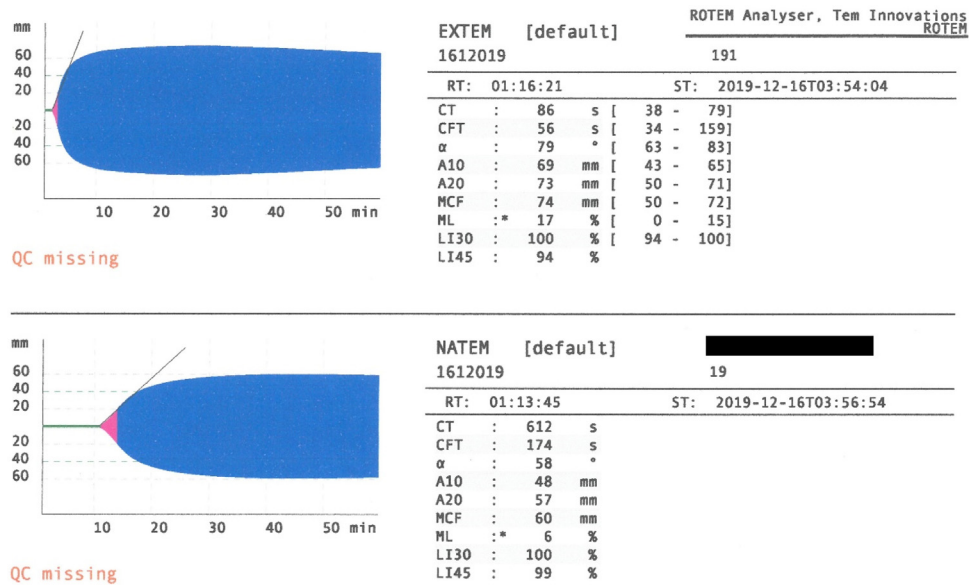 ROTEM Analyser, Tem Innovations
ROTEM
EXTEM [default]
1612019 191
RT: 01:16:21 ST: 2019-12-16T03:54:04
CT : 86 s [ 38 - 79]
CFT : 56 s [ 34 - 159]
α : 79 ° [ 63 - 83]
A10 : 69 mm [ 43 - 65]
A20 : 73 mm [ 50 - 71]
MCF : 74 mm [ 50 - 72]
ML :* 17 % [ 0 - 15]
LI30 : 100 % [ 94 - 100]
LI45 : 94 %
mm
60
40
20
20
40
60
10 20 30 40 50 min
QC missing
NATEM [default]
1612019 19
RT: 01:13:45 ST: 2019-12-16T03:56:54
CT : 612 s
CFT : 174 s
α : 58 °
A10 : 48 mm
A20 : 57 mm
MCF : 60 mm
ML :* 6 %
LI30 : 100 %
LI45 : 99 %
mm
60
40
20
20
40
60
10 20 30 40 50 min
QC missing